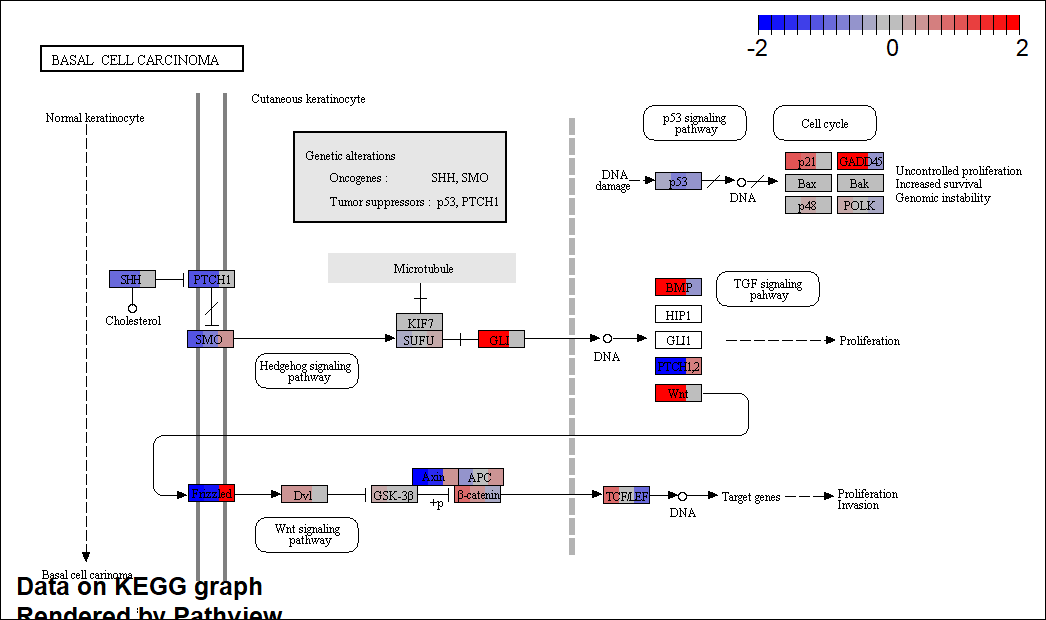 -2 0 2
BASAL CELL CARCINOMA
Cutaneous keratinocyte
Normal keratinocyte
Genetic alterations
Oncogenes : SHH, SMO
Tumor suppressors : p53, PTCH1
p53 signaling
pathway
Cell cycle
DNA
damage
p53
DNA
p21 GADD45
Bax Bak
p48 POLK
Uncontrolled proliferation
Increased survival
Genomic instability
SHH
PTCH1
Cholesterol
SMO
Microtubule
KIF7
SUFU
GLI
Hedgehog signaling
pathway
DNA
BMP
HIP1
GLI1
PTCH1,2
Wnt
TGF signaling
pahway
Proliferation
Frizzled
Dvl
GSK-3β
Axin
APC
β-catenin
+p
TCF/LEF
DNA
Target genes
Proliferation
Invasion
Wnt signaling
pathway
Basal cell carinoma
Data on KEGG graph
Rendered by Pathview